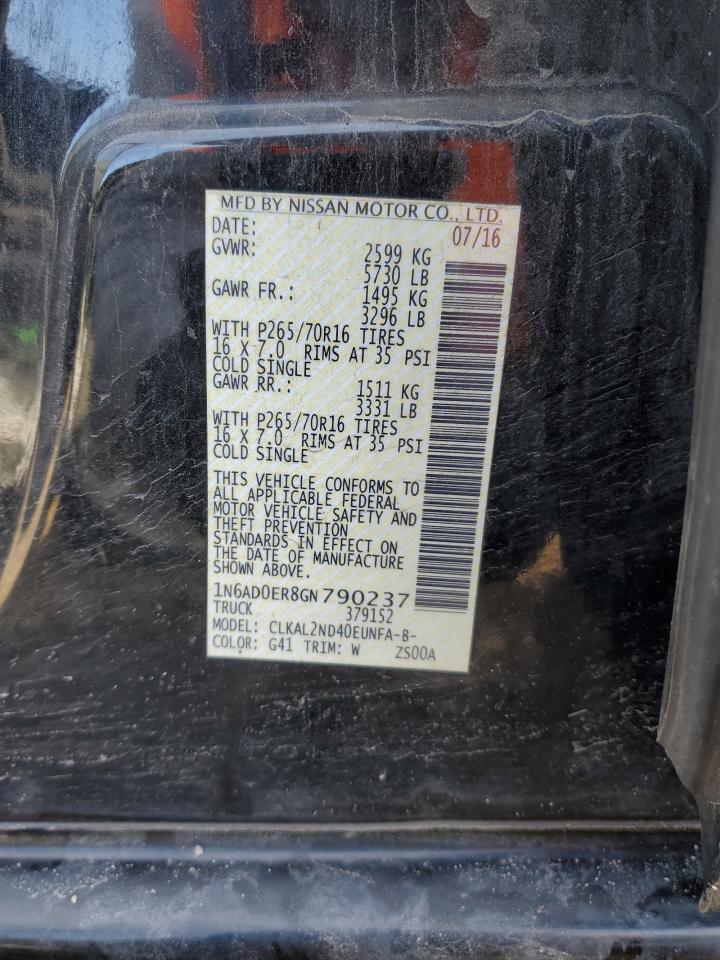 MFD BY NISSAN MOTOR CO., LTD.
DATE: 07/16
GVWR: 2599 KG
5730 LB
GAWR FR.: 1495 KG
3296 LB
WITH P265/70R16 TIRES
16 X 7.0 RIMS AT 35 PSI
COLD SINGLE
GAWR RR.: 1511 KG
3331 LB
WITH P265/70R16 TIRES
16 X 7.0 RIMS AT 35 PSI
COLD SINGLE
THIS VEHICLE CONFORMS TO
ALL APPLICABLE FEDERAL
MOTOR VEHICLE SAFETY AND
THEFT PREVENTION
STANDARDS IN EFFECT ON
THE DATE OF MANUFACTURE
SHOWN ABOVE.
1N6AD0ER8GN790237
TRUCK 379152
MODEL: CLKAL2ND40EUNFA-B-
COLOR: G41 TRIM: W ZS00A